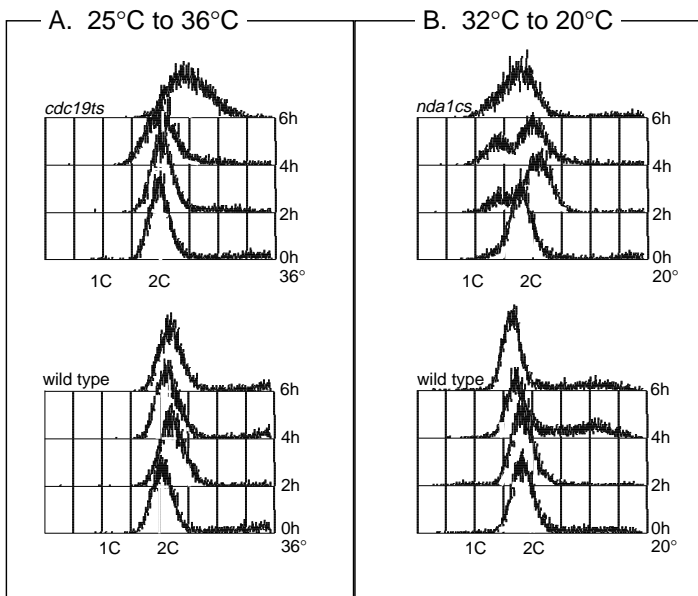 A. 25°C to 36°C
cdc19ts
6h
4h
2h
0h
36°
1C 2C
wild type
6h
4h
2h
0h
36°
1C 2C
B. 32°C to 20°C
nda1cs
6h
4h
2h
0h
20°
1C 2C
wild type
6h
4h
2h
0h
20°
1C 2C